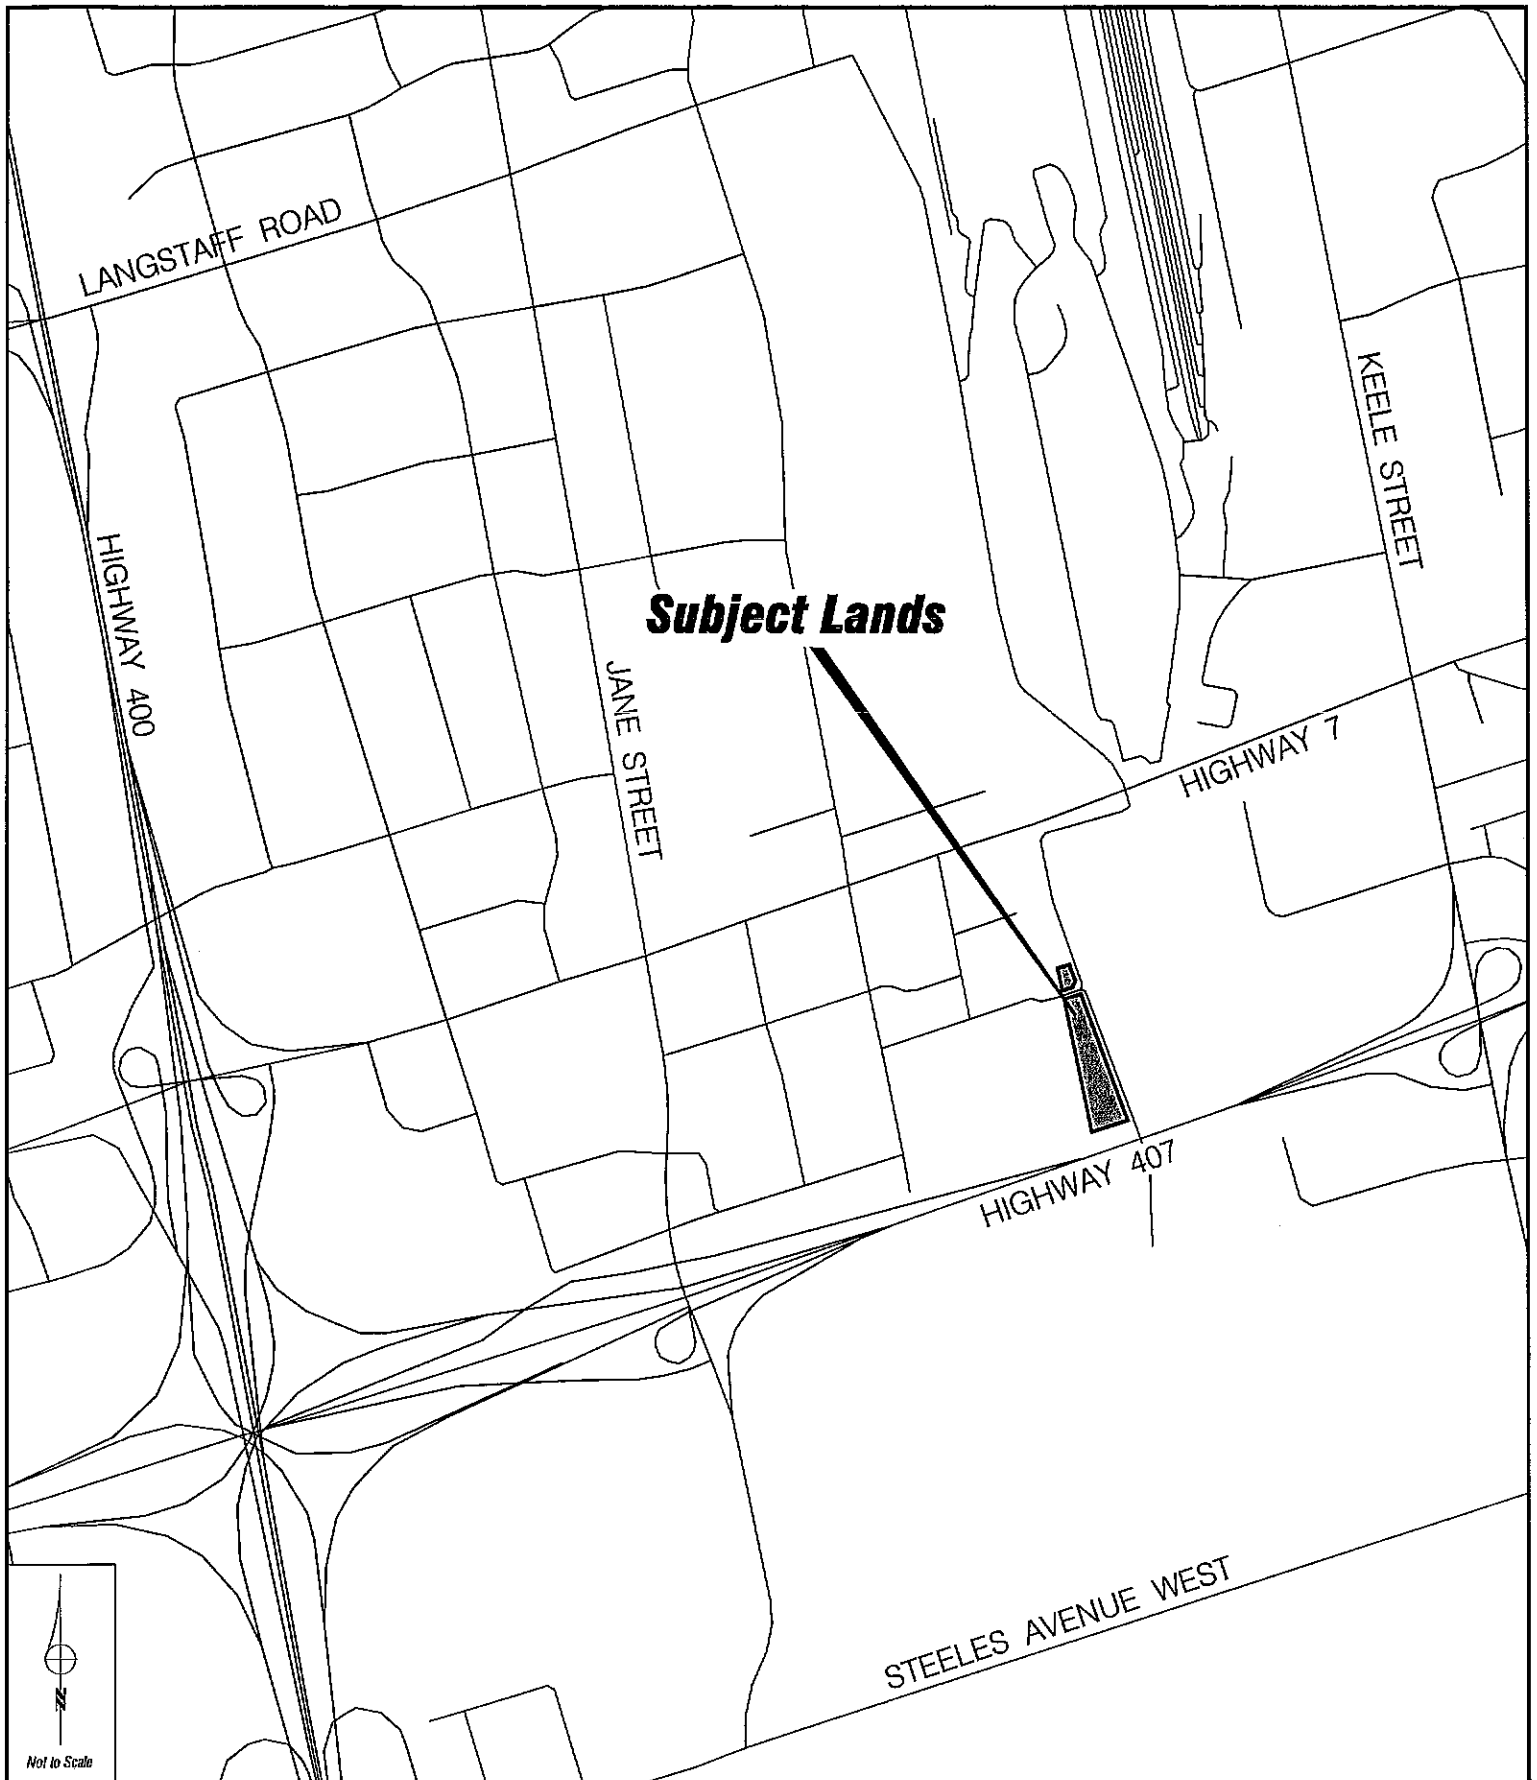 LANGSTAFF ROAD
KEELE STREET
HIGHWAY 400
Subject Lands
JANE STREET
HIGHWAY 7
HIGHWAY 407
STEELES AVENUE WEST
N
Not to Scale